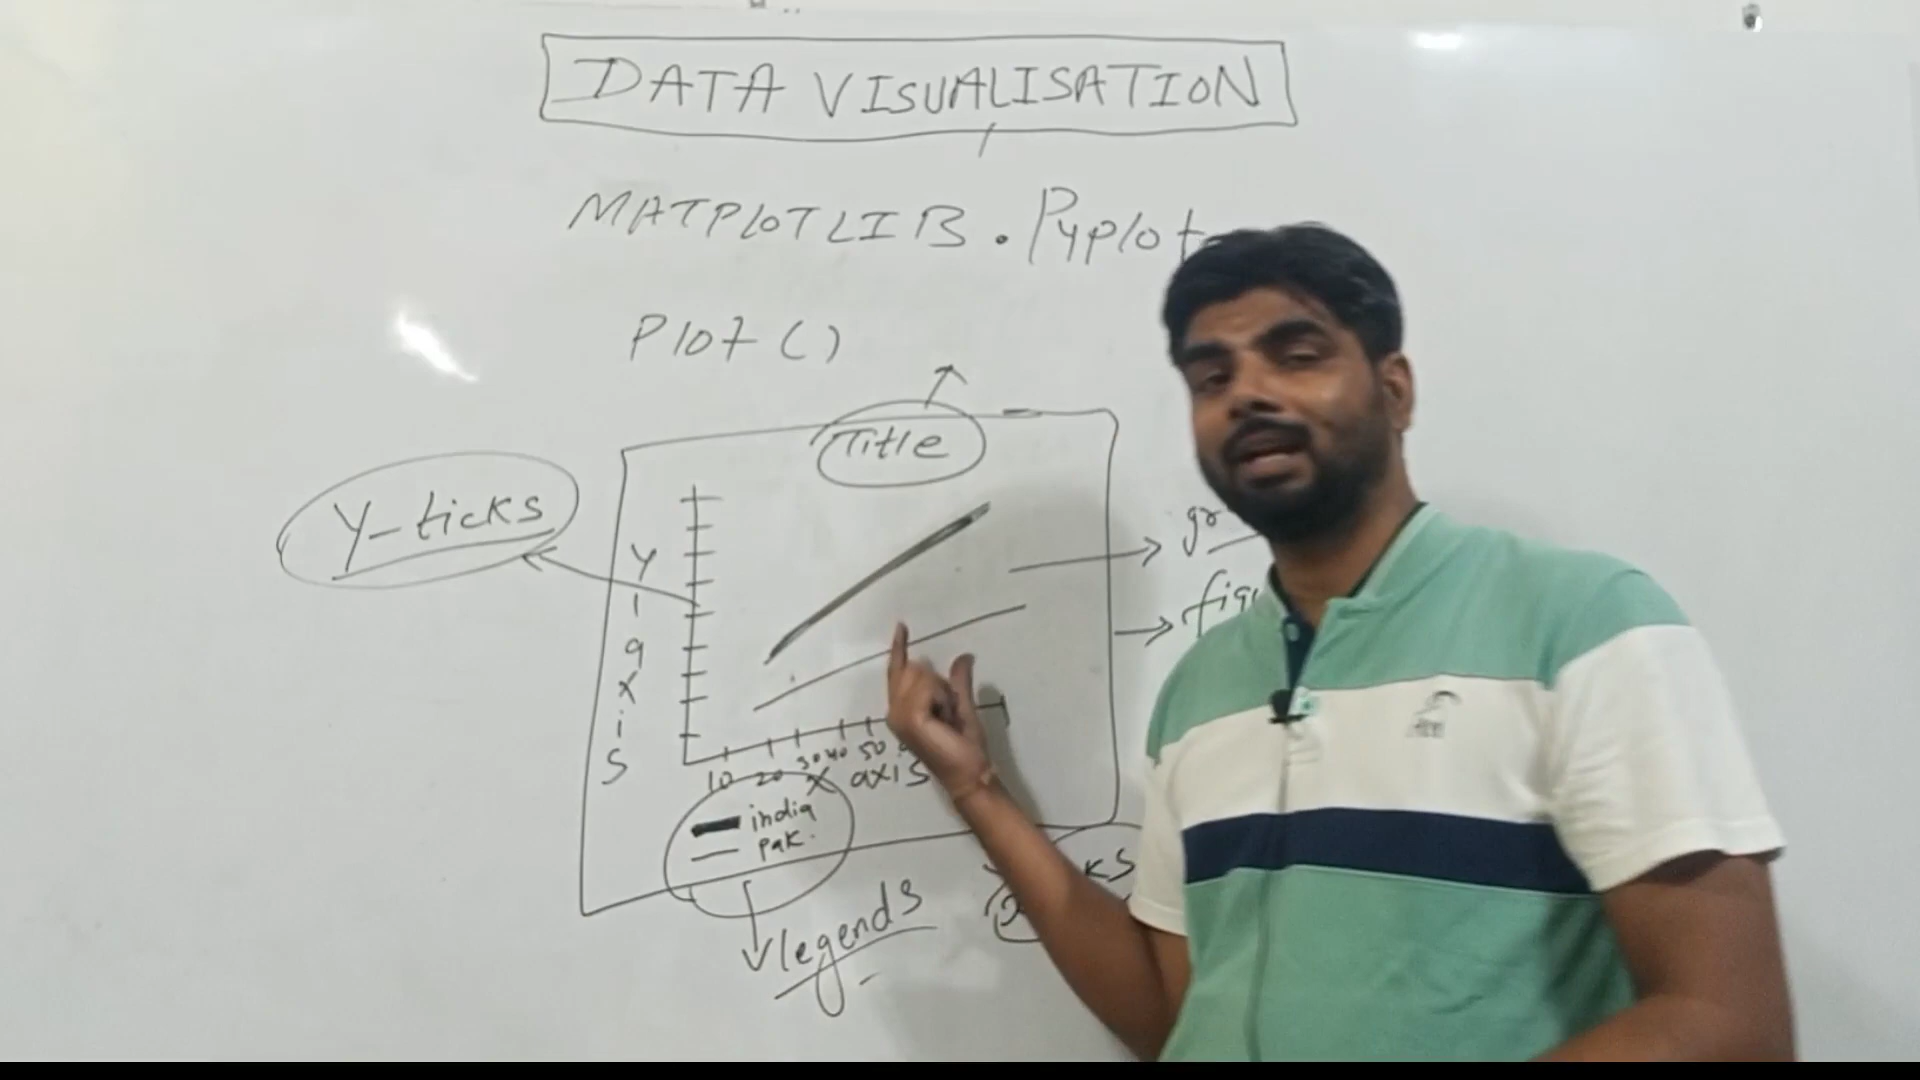 DATA VISUALISATION
MATPLOTLIB.Pyplot
Plot()
Title
Y-ticks
Y
a
x
i
S
10 20 30 40 50
X axis
india
pak.
legends